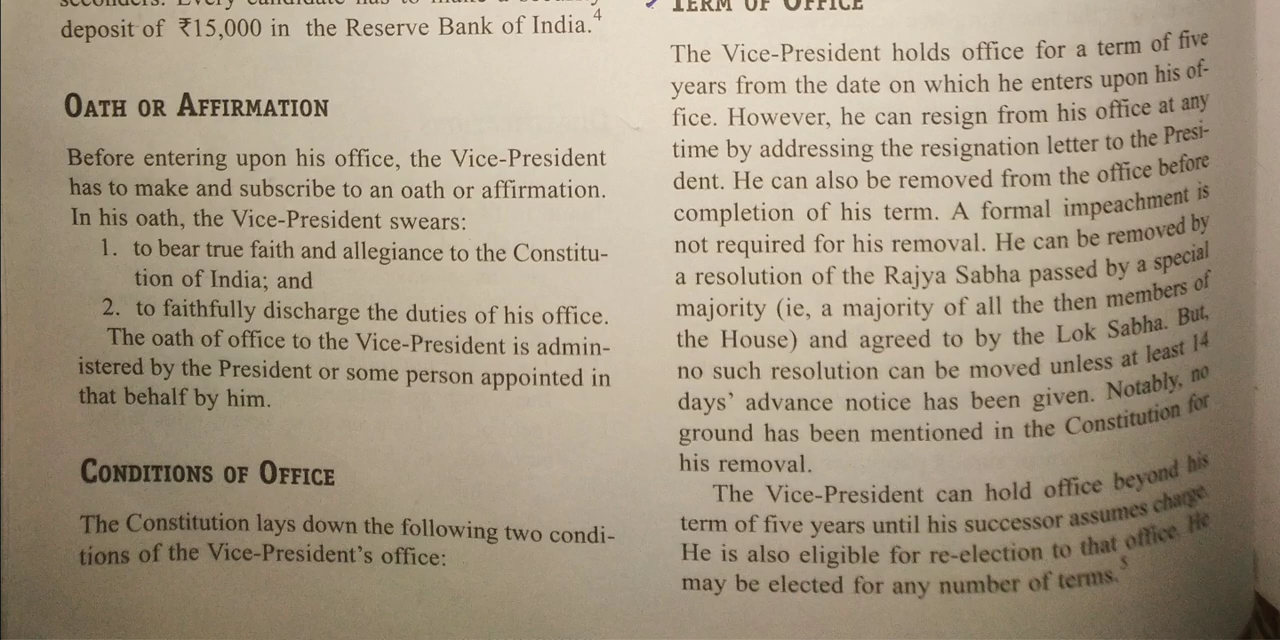 seconders. Every candidate has to make a security
deposit of ₹15,000 in the Reserve Bank of India.4
OATH OR AFFIRMATION
Before entering upon his office, the Vice-President
has to make and subscribe to an oath or affirmation.
In his oath, the Vice-President swears:
1. to bear true faith and allegiance to the Constitu-
tion of India; and
2. to faithfully discharge the duties of his office.
The oath of office to the Vice-President is admin-
istered by the President or some person appointed in
that behalf by him.
CONDITIONS OF OFFICE
The Constitution lays down the following two condi-
tions of the Vice-President's office:
TERM OF OFFICE
The Vice-President holds office for a term of five
years from the date on which he enters upon his of-
fice. However, he can resign from his office at any
time by addressing the resignation letter to the Presi-
dent. He can also be removed from the office before
completion of his term. A formal impeachment is
not required for his removal. He can be removed by
a resolution of the Rajya Sabha passed by a special
majority (ie, a majority of all the then members of
the House) and agreed to by the Lok Sabha. But,
no such resolution can be moved unless at least 14
days' advance notice has been given. Notably, no
ground has been mentioned in the Constitution for
his removal.
The Vice-President can hold office beyond his
term of five years until his successor assumes charge.
He is also eligible for re-election to that office. He
may be elected for any number of terms.5